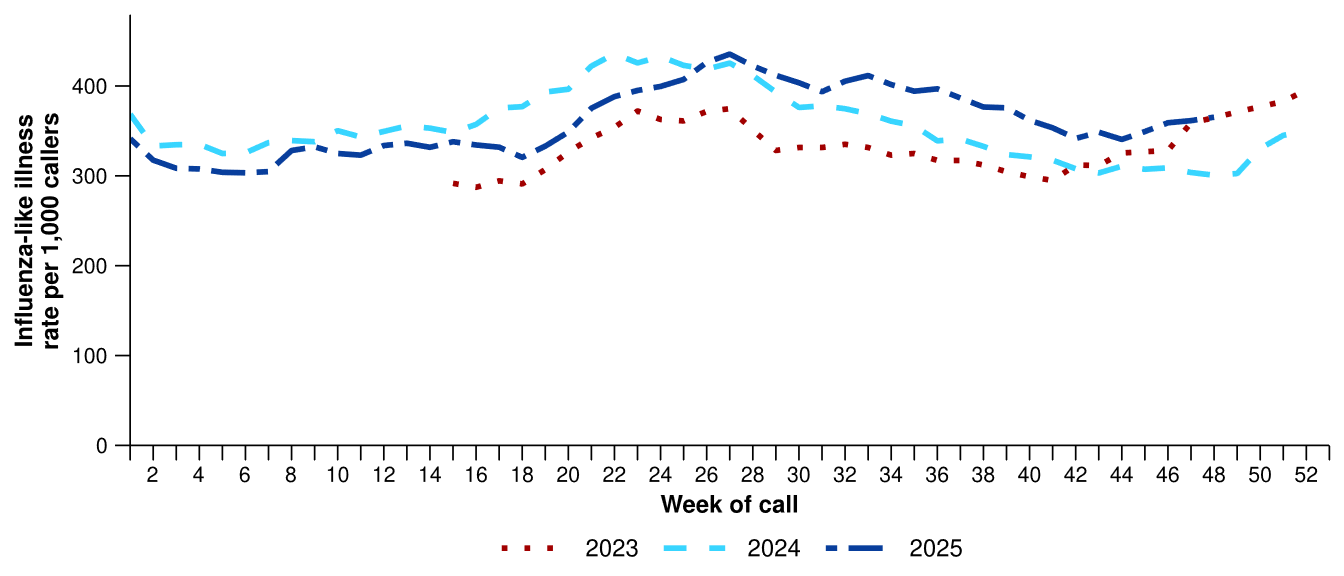 Influenza-like illness
rate per 1,000 callers
400
300
200
100
0
2 4 6 8 10 12 14 16 18 20 22 24 26 28 30 32 34 36 38 40 42 44 46 48 50 52
Week of call
2023 2024 2025